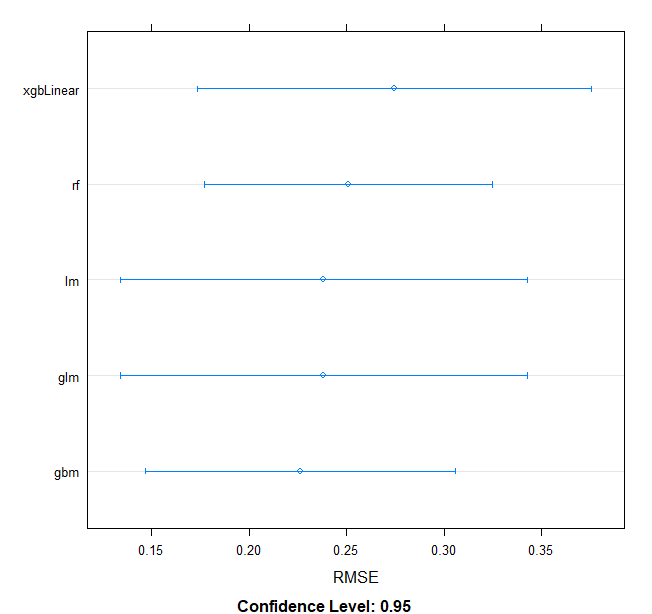 xgbLinear
rf
lm
glm
gbm
0.15 0.20 0.25 0.30 0.35
RMSE
Confidence Level: 0.95